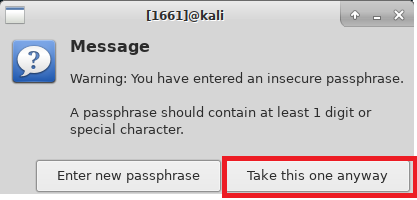 [1661]@kali
Message
Warning: You have entered an insecure passphrase.
A passphrase should contain at least 1 digit or
special character.
Enter new passphrase
Take this one anyway